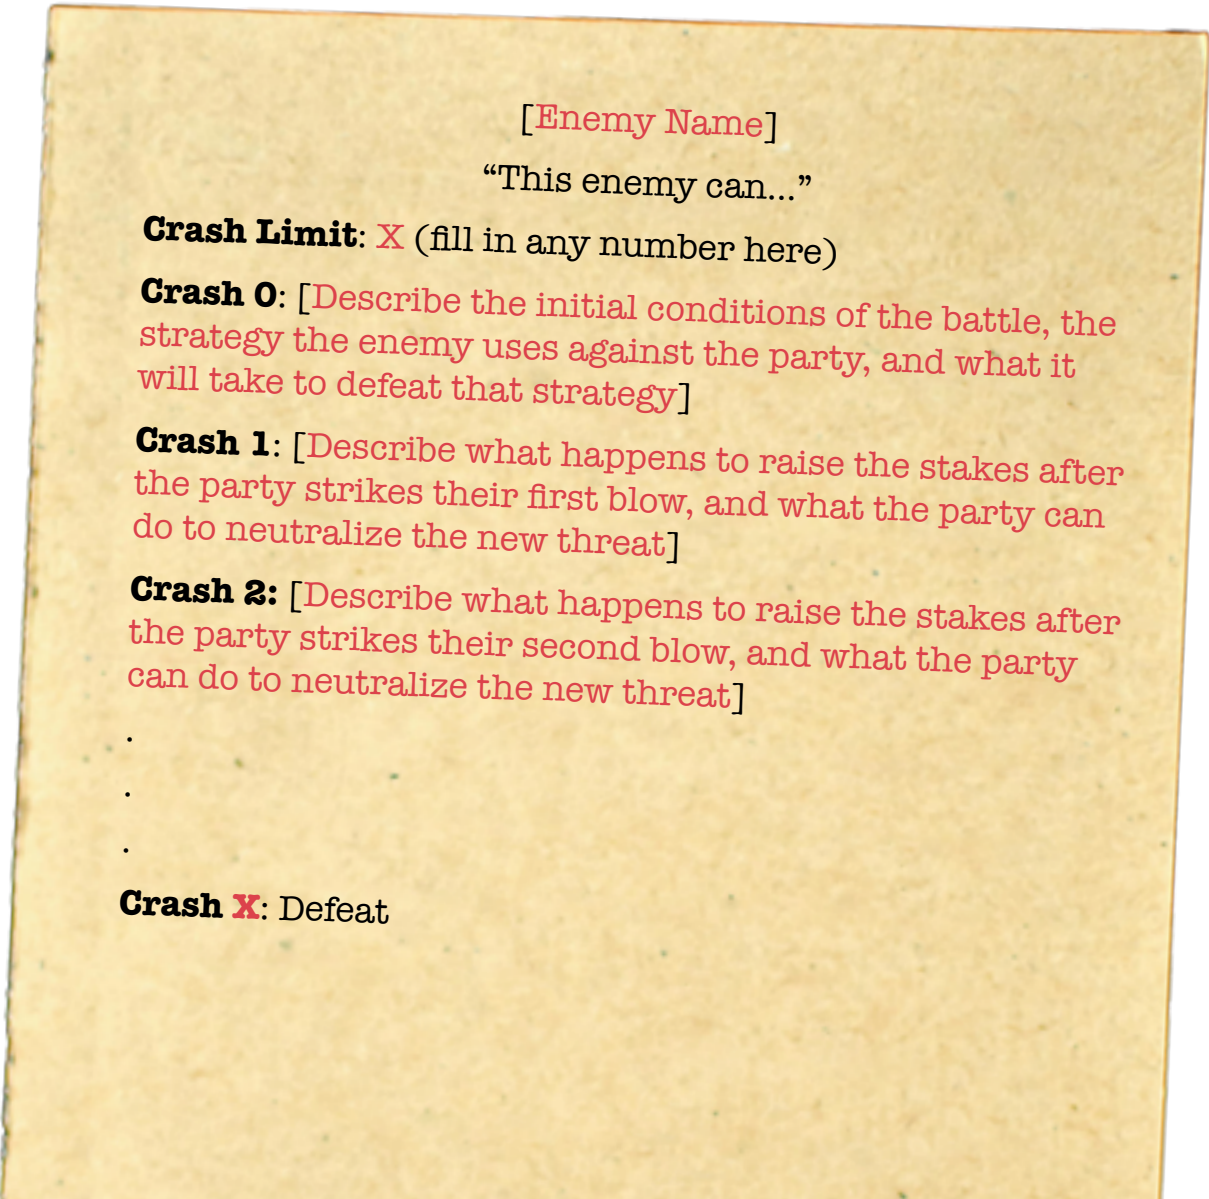 [Enemy Name]
“This enemy can...”
Crash Limit: X (fill in any number here)
Crash 0: [Describe the initial conditions of the battle, the
strategy the enemy uses against the party, and what it
will take to defeat that strategy]
Crash 1: [Describe what happens to raise the stakes after
the party strikes their first blow, and what the party can
do to neutralize the new threat]
Crash 2: [Describe what happens to raise the stakes after
the party strikes their second blow, and what the party
can do to neutralize the new threat]
.
.
.
Crash X: Defeat